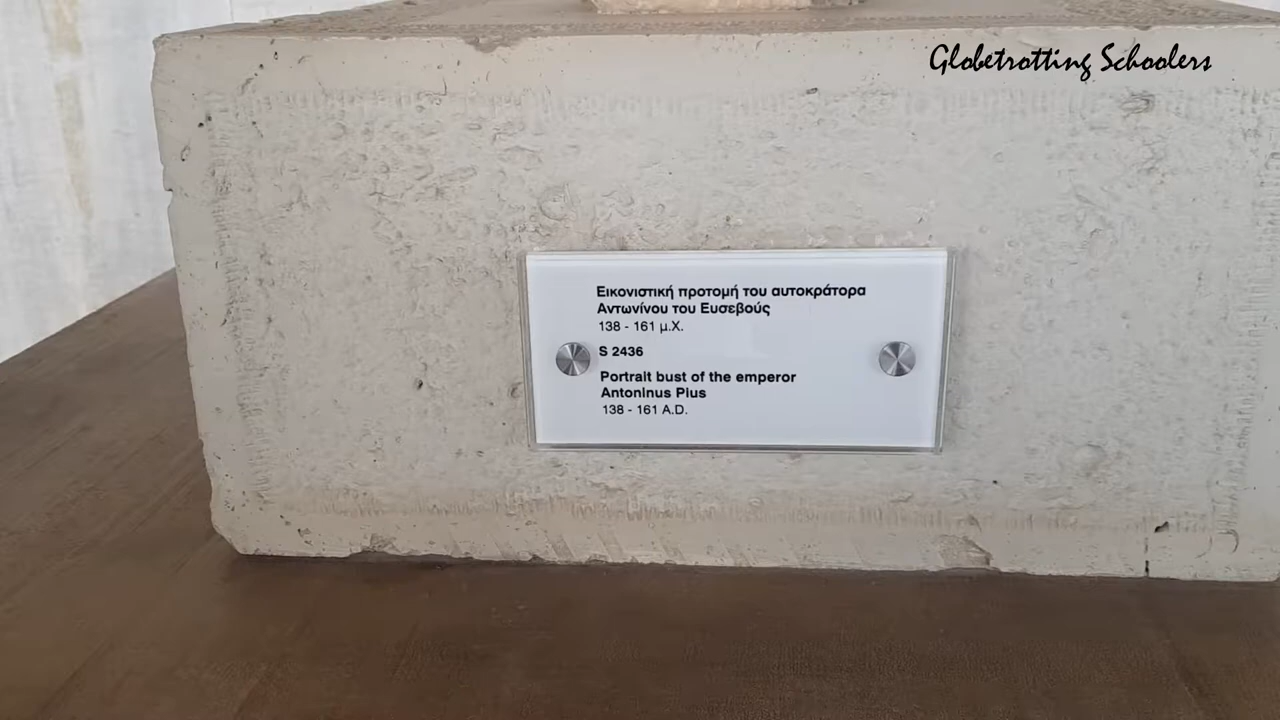 Globetrotting Schoolers
Εικονιστική προτομή του αυτοκράτορα
Αντωνίνου του Ευσεβούς
138 - 161 μ.Χ.
S 2436
Portrait bust of the emperor
Antoninus Pius
138 - 161 A.D.